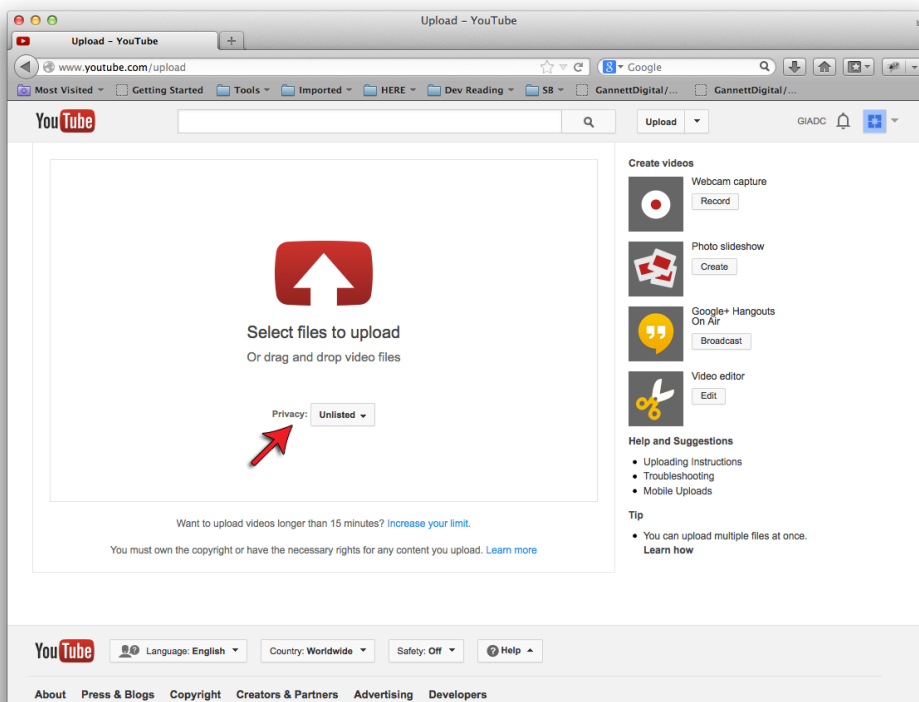 Upload – YouTube
Upload – YouTube
www.youtube.com/upload
Google
Most Visited Getting Started Tools Imported HERE Dev Reading SB GannettDigital/... GannettDigital/...
YouTube
Upload
GIADC
Select files to upload
Or drag and drop video files
Privacy: Unlisted
Want to upload videos longer than 15 minutes? Increase your limit.
You must own the copyright or have the necessary rights for any content you upload. Learn more
Create videos
Webcam capture
Record
Photo slideshow
Create
Google+ Hangouts
On Air
Broadcast
Video editor
Edit
Help and Suggestions
Uploading Instructions
Troubleshooting
Mobile Uploads
Tip
You can upload multiple files at once.
Learn how
YouTube
Language: English
Country: Worldwide
Safety: Off
Help
About Press & Blogs Copyright Creators & Partners Advertising Developers